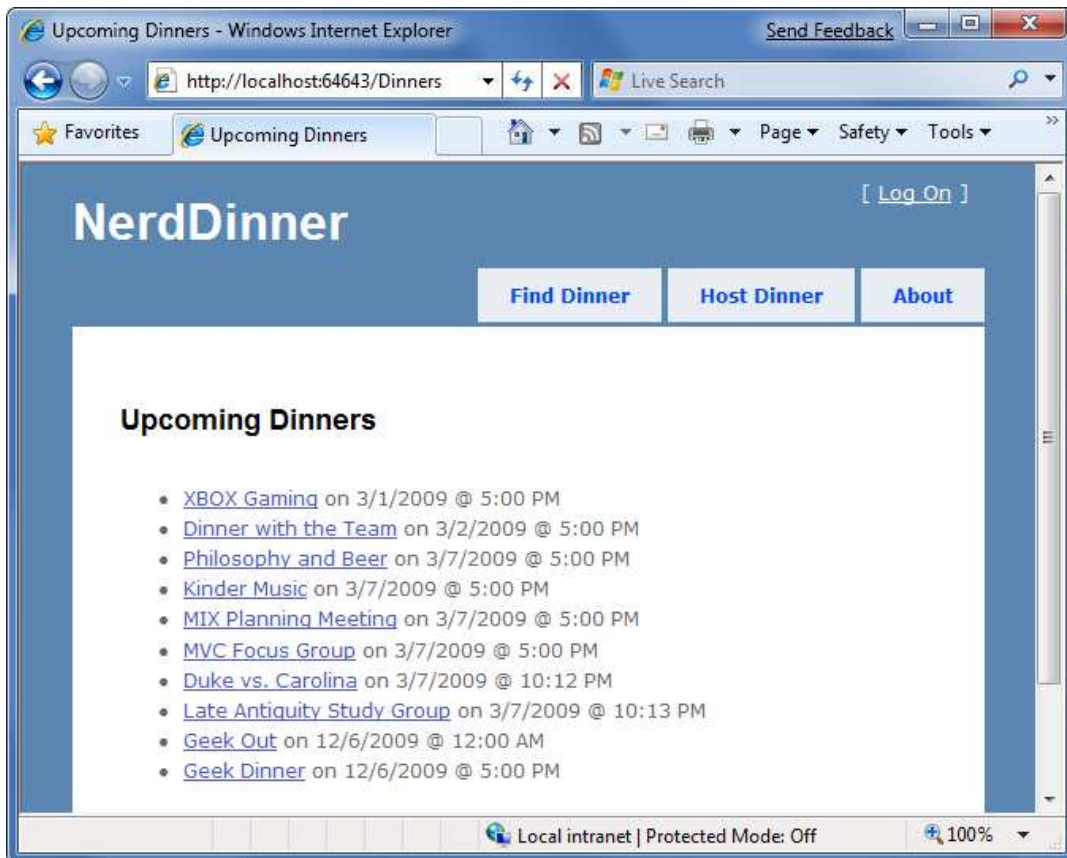 Upcoming Dinners - Windows Internet Explorer
Send Feedback
http://localhost:64643/Dinners
Live Search
Favorites
Upcoming Dinners
Page
Safety
Tools
[ Log On ]
NerdDinner
Find Dinner
Host Dinner
About
Upcoming Dinners
XBOX Gaming on 3/1/2009 @ 5:00 PM
Dinner with the Team on 3/2/2009 @ 5:00 PM
Philosophy and Beer on 3/7/2009 @ 5:00 PM
Kinder Music on 3/7/2009 @ 5:00 PM
MIX Planning Meeting on 3/7/2009 @ 5:00 PM
MVC Focus Group on 3/7/2009 @ 5:00 PM
Duke vs. Carolina on 3/7/2009 @ 10:12 PM
Late Antiquity Study Group on 3/7/2009 @ 10:13 PM
Geek Out on 12/6/2009 @ 12:00 AM
Geek Dinner on 12/6/2009 @ 5:00 PM
Local intranet | Protected Mode: Off
100%